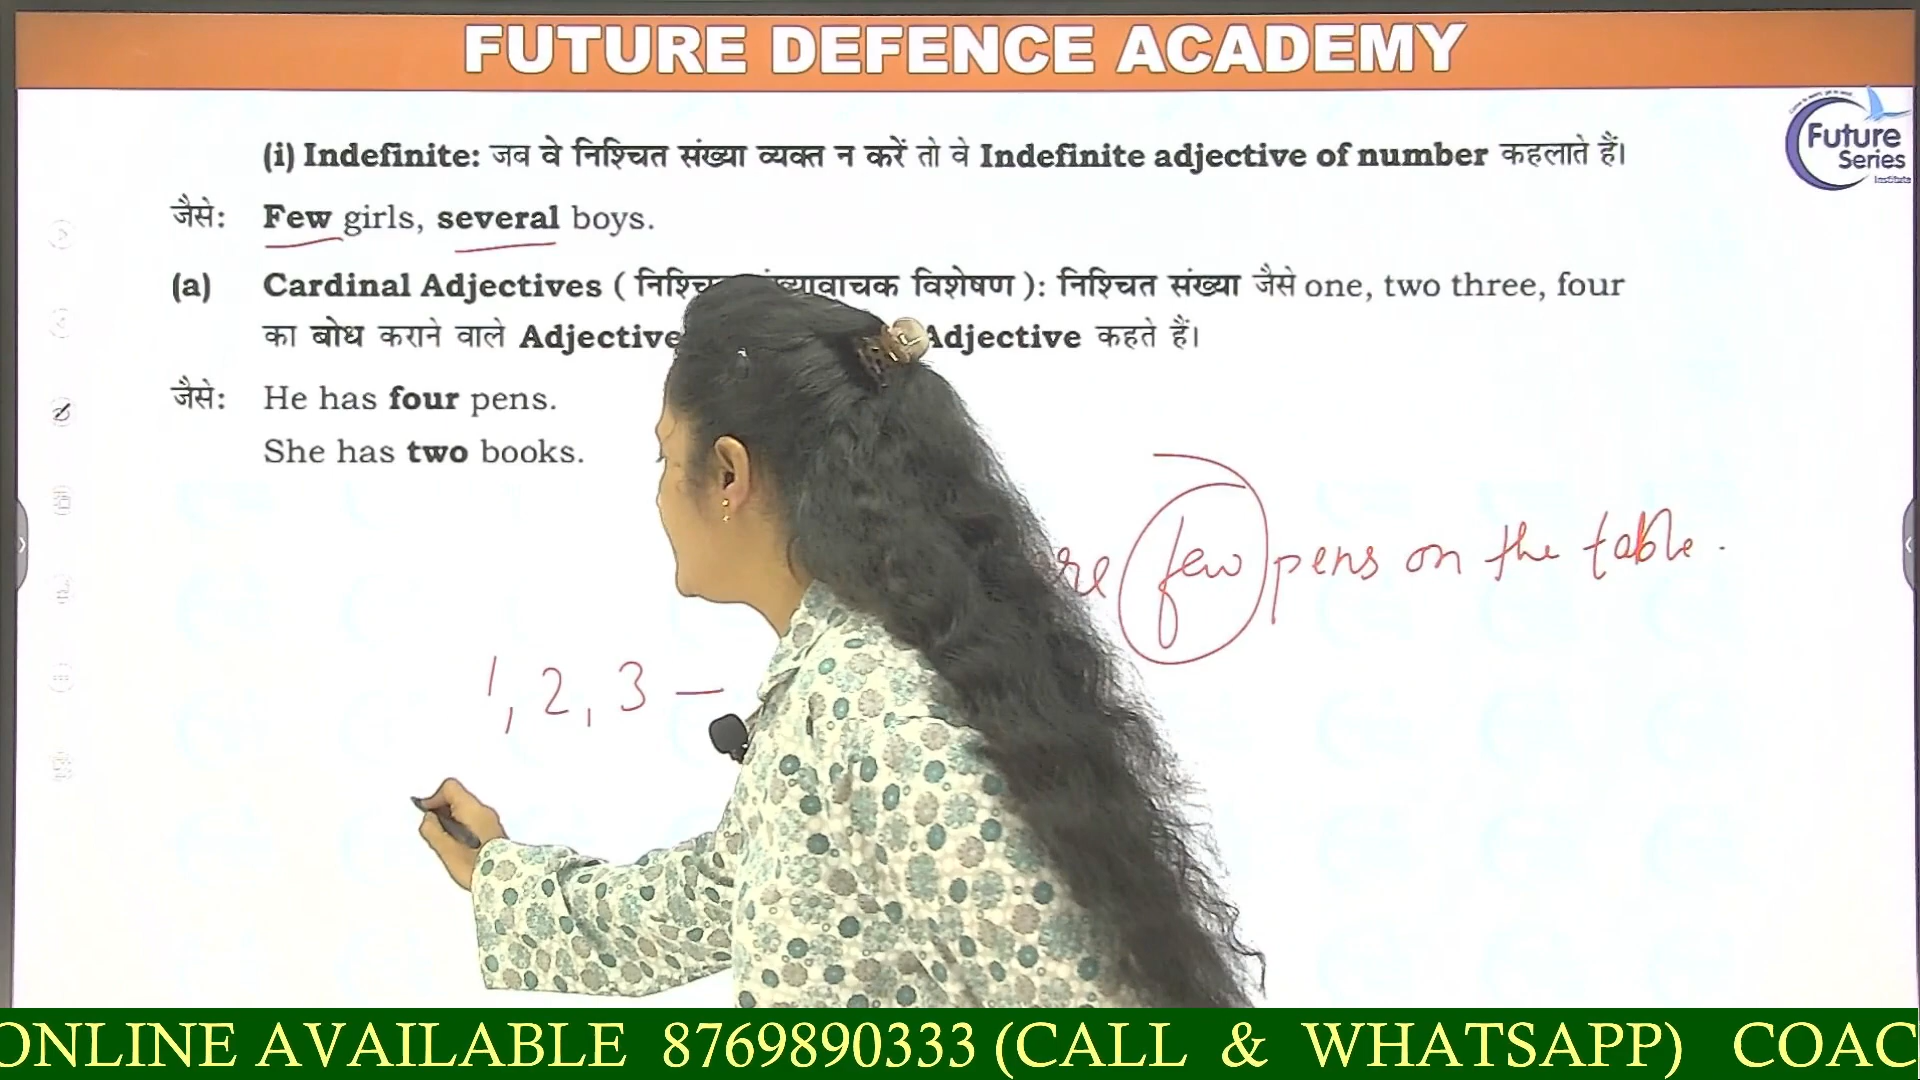 FUTURE DEFENCE ACADEMY
Future
Series
Institute
(i) Indefinite: जब वे निश्चित संख्या व्यक्त न करें तो वे Indefinite adjective of number कहलाते हैं।
जैसे: Few girls, several boys.
(a) Cardinal Adjectives ( निश्चि ख्यावाचक विशेषण ): निश्चित संख्या जैसे one, two three, four
का बोध कराने वाले Adjective Adjective कहते हैं।
जैसे: He has four pens.
She has two books.
re few pens on the table.
1, 2, 3 —
ONLINE AVAILABLE 8769890333 (CALL & WHATSAPP) COAC